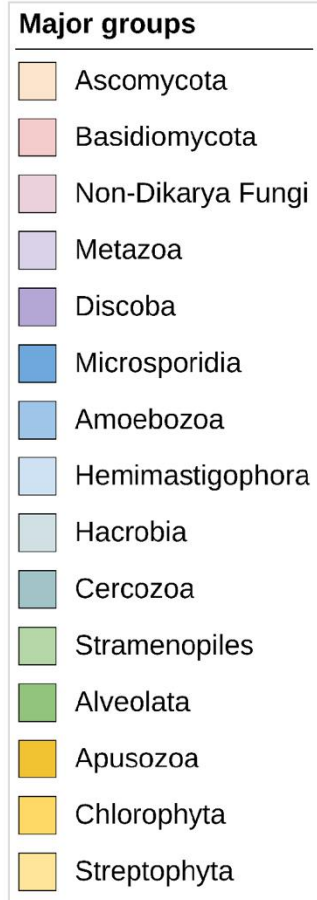 Major groups
Ascomycota
Basidiomycota
Non-Dikarya Fungi
Metazoa
Discoba
Microsporidia
Amoebozoa
Hemimastigophora
Hacrobia
Cercozoa
Stramenopiles
Alveolata
Apusozoa
Chlorophyta
Streptophyta